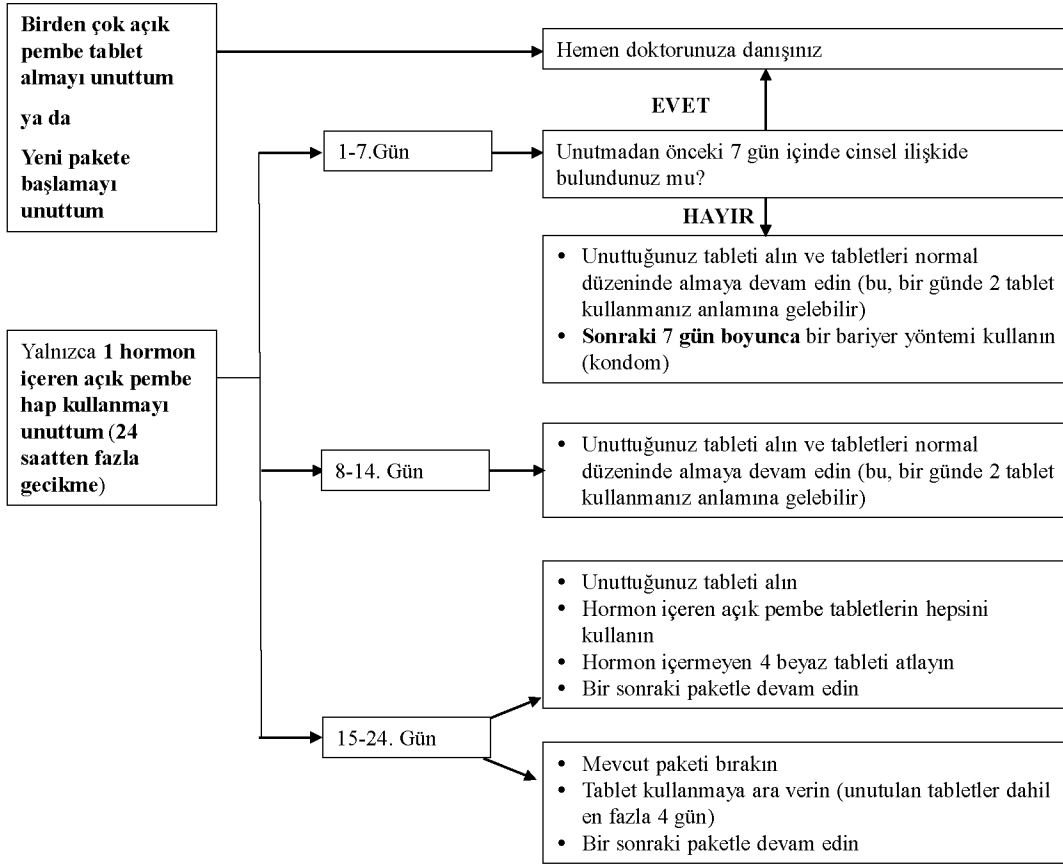 Birden çok açık
pembe tablet
almayı unuttum
ya da
Yeni pakete
başlamayı
unuttum
Hemen doktorunuza danışınız
EVET
1-7.Gün
Unutmadan önceki 7 gün içinde cinsel ilişkide
bulundunuz mu?
HAYIR
• Unuttuğunuz tableti alın ve tabletleri normal
düzeninde almaya devam edin (bu, bir günde 2 tablet
kullanmanız anlamına gelebilir)
• Sonraki 7 gün boyunca bir bariyer yöntemi kullanın
(kondom)
Yalnızca 1 hormon
içeren açık pembe
hap kullanmayı
unuttum (24
saatten fazla
gecikme)
8-14. Gün
• Unuttuğunuz tableti alın ve tabletleri normal
düzeninde almaya devam edin (bu, bir günde 2 tablet
kullanmanız anlamına gelebilir)
15-24. Gün
• Unuttuğunuz tableti alın
• Hormon içeren açık pembe tabletlerin hepsini
kullanın
• Hormon içermeyen 4 beyaz tableti atlayın
• Bir sonraki paketle devam edin
• Mevcut paketi bırakın
• Tablet kullanmaya ara verin (unutulan tabletler dahil
en fazla 4 gün)
• Bir sonraki paketle devam edin